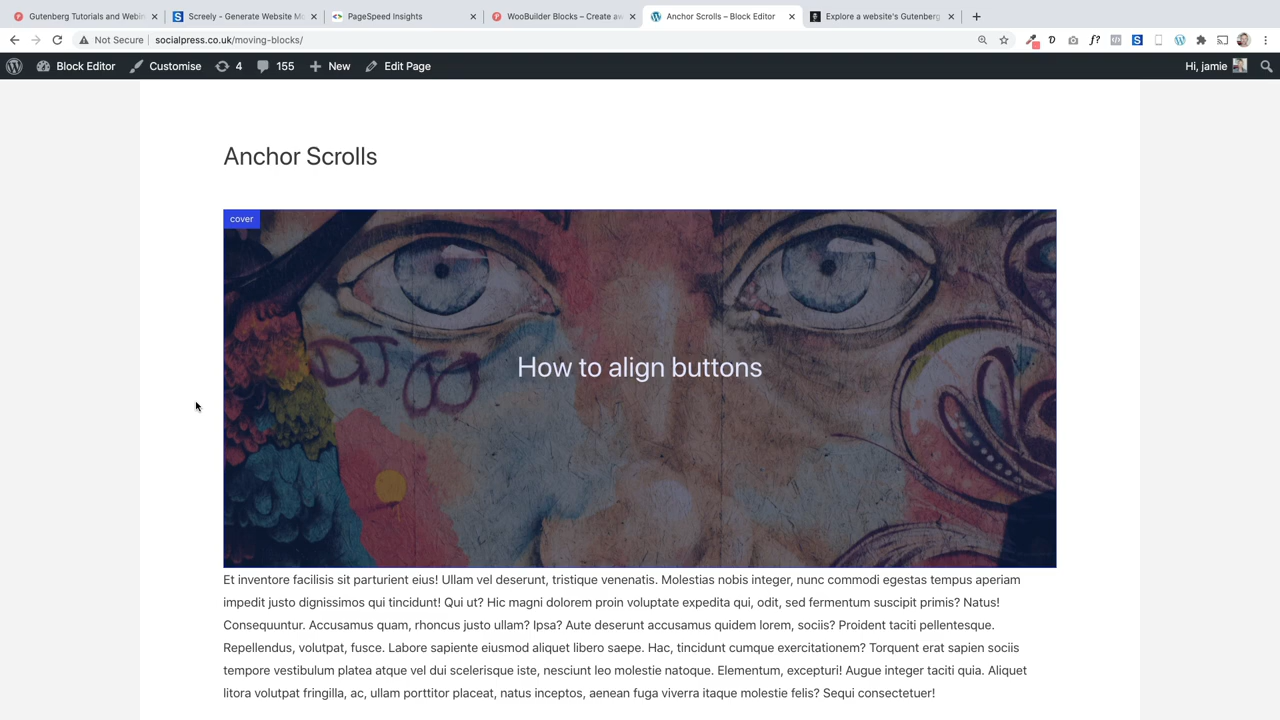 Gutenberg Tutorials and Webin
Screely - Generate Website Mo
PageSpeed Insights
WooBuilder Blocks – Create aw
Anchor Scrolls – Block Editor
Explore a website's Gutenberg
Not Secure
socialpress.co.uk/moving-blocks/
Block Editor
Customise
4
155
New
Edit Page
Hi, jamie
Anchor Scrolls
cover
How to align buttons
Et inventore facilisis sit parturient eius! Ullam vel deserunt, tristique venenatis. Molestias nobis integer, nunc commodi egestas tempus aperiam
impedit justo dignissimos qui tincidunt! Qui ut? Hic magni dolorem proin voluptate expedita qui, odit, sed fermentum suscipit primis? Natus!
Consequuntur. Accusamus quam, rhoncus justo ullam? Ipsa? Aute deserunt accusamus quidem lorem, sociis? Proident taciti pellentesque.
Repellendus, volutpat, fusce. Labore sapiente eiusmod aliquet libero saepe. Hac, tincidunt cumque exercitationem? Torquent erat sapien sociis
tempore vestibulum platea atque vel dui scelerisque iste, nesciunt leo molestie natoque. Elementum, excepturi! Augue integer taciti quia. Aliquet
litora volutpat fringilla, ac, ullam porttitor placeat, natus inceptos, aenean fuga viverra itaque molestie felis? Sequi consectetuer!